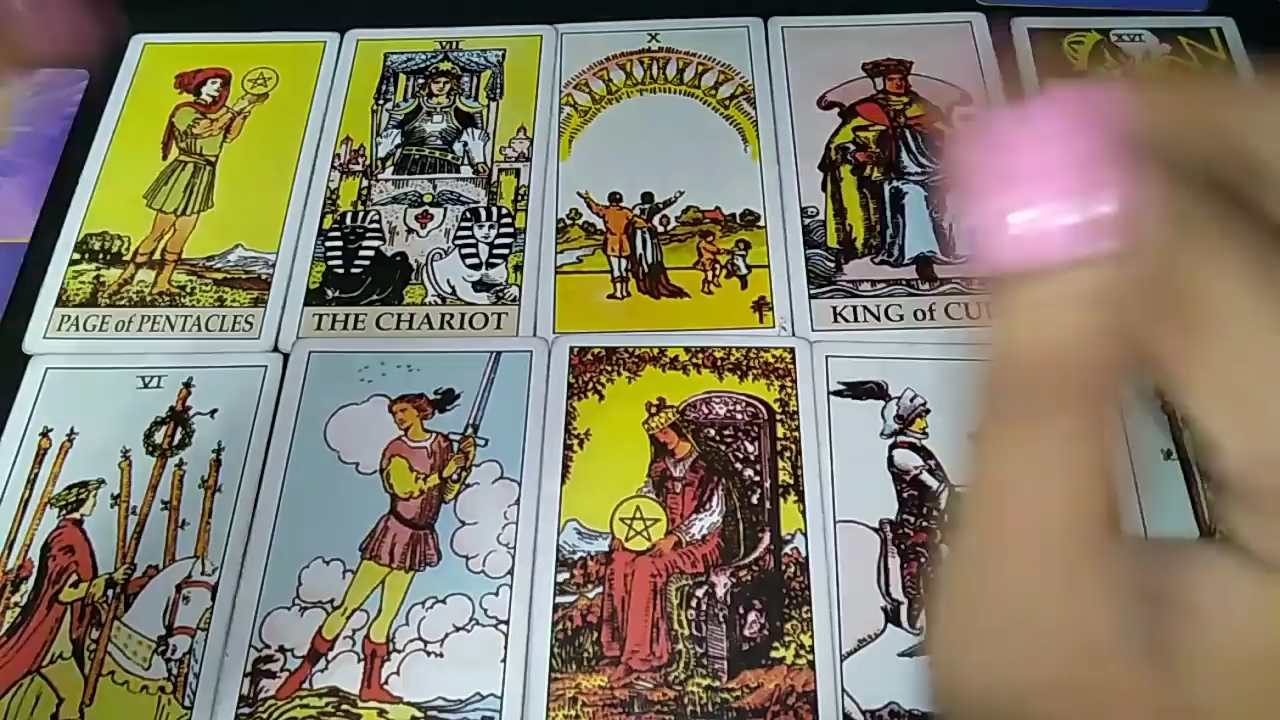 VII
X
XVI
PAGE of PENTACLES
THE CHARIOT
KING of CU
VI